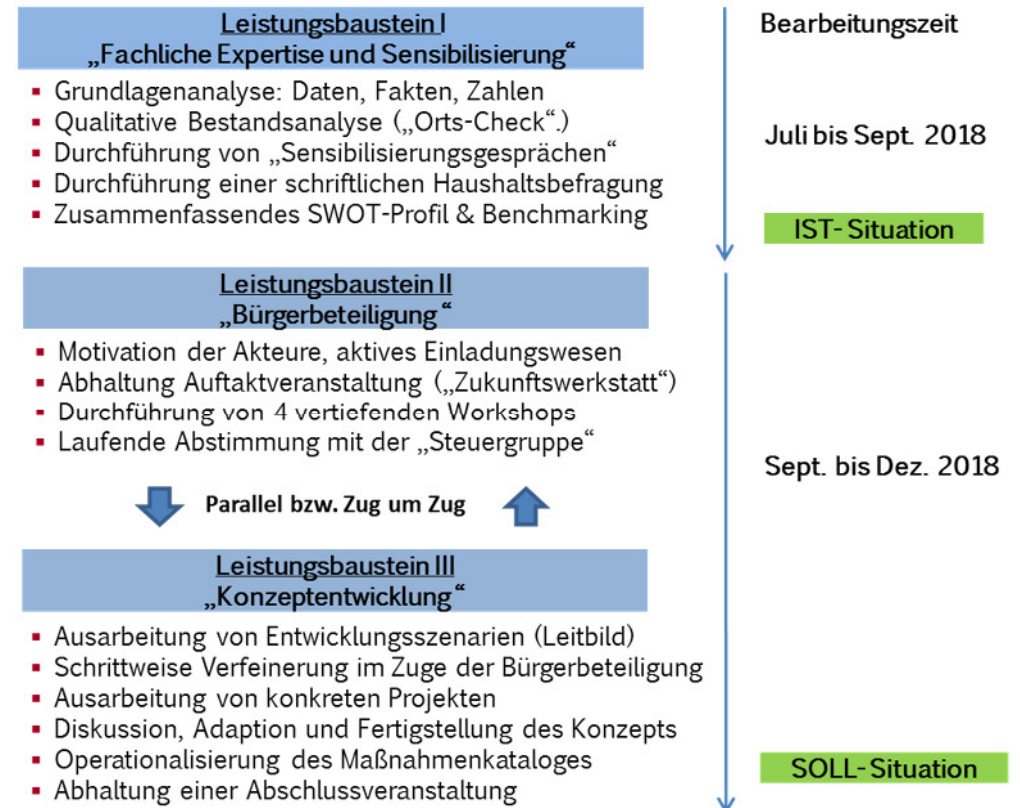 Leistungsbaustein I
„Fachliche Expertise und Sensibilisierung“
▪ Grundlagenanalyse: Daten, Fakten, Zahlen
▪ Qualitative Bestandsanalyse („Orts-Check“.)
▪ Durchführung von „Sensibilisierungsgesprächen“
▪ Durchführung einer schriftlichen Haushaltsbefragung
▪ Zusammenfassendes SWOT-Profil & Benchmarking
Bearbeitungszeit
Juli bis Sept. 2018
IST-Situation
Leistungsbaustein II
„Bürgerbeteiligung“
▪ Motivation der Akteure, aktives Einladungswesen
▪ Abhaltung Auftaktveranstaltung („Zukunftswerkstatt“)
▪ Durchführung von 4 vertiefenden Workshops
▪ Laufende Abstimmung mit der „Steuergruppe“
Sept. bis Dez. 2018
Parallel bzw. Zug um Zug
Leistungsbaustein III
„Konzeptentwicklung“
▪ Ausarbeitung von Entwicklungsszenarien (Leitbild)
▪ Schrittweise Verfeinerung im Zuge der Bürgerbeteiligung
▪ Ausarbeitung von konkreten Projekten
▪ Diskussion, Adaption und Fertigstellung des Konzepts
▪ Operationalisierung des Maßnahmenkataloges
▪ Abhaltung einer Abschlussveranstaltung
SOLL-Situation